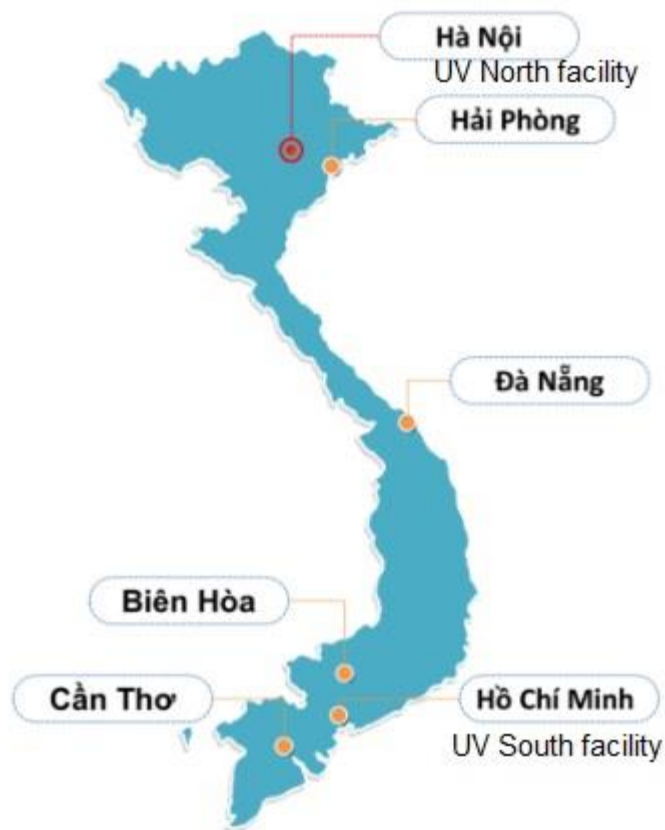 Hà Nội
UV North facility
Hải Phòng
Đà Nẵng
Biên Hòa
Cần Thơ
Hồ Chí Minh
UV South facility